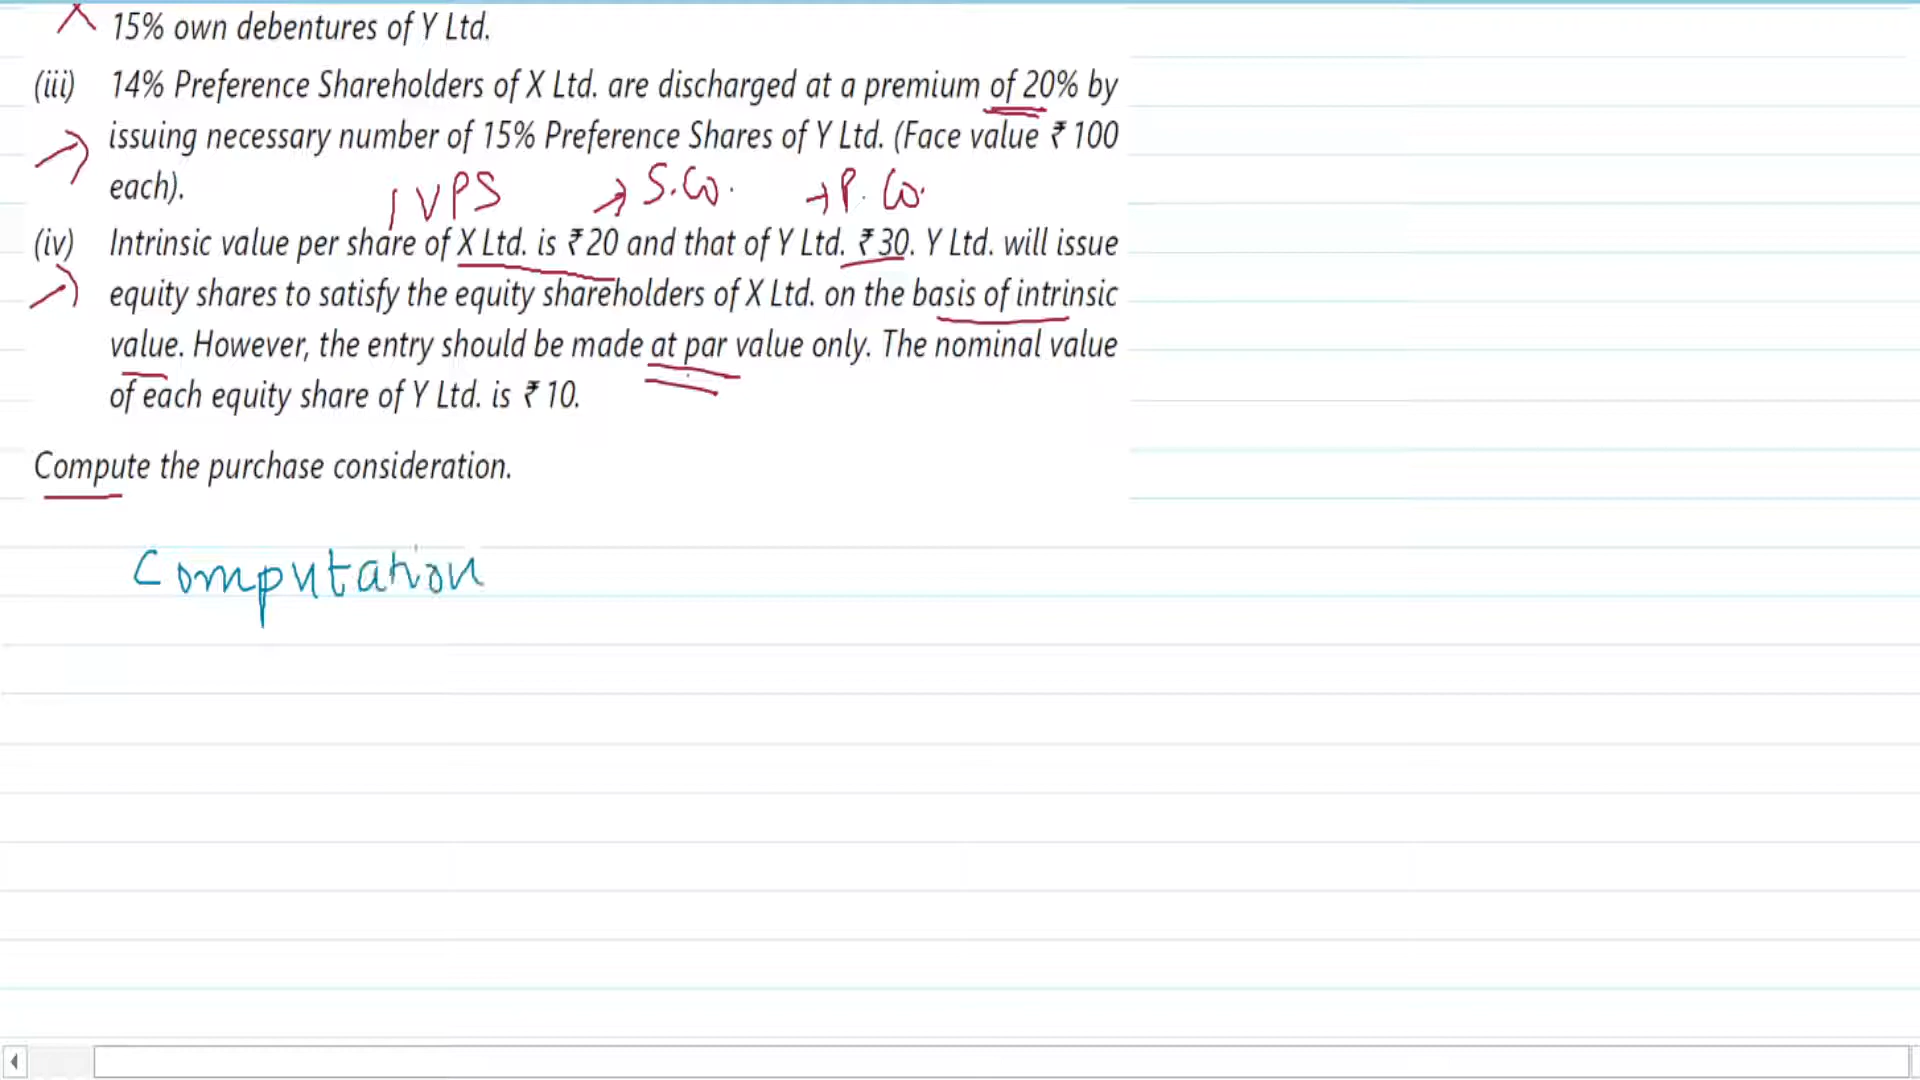 15% own debentures of Y Ltd.
(iii) 14% Preference Shareholders of X Ltd. are discharged at a premium of 20% by
issuing necessary number of 15% Preference Shares of Y Ltd. (Face value ₹ 100
each).
IVPS → S.Co. → P.Co.
(iv) Intrinsic value per share of X Ltd. is ₹ 20 and that of Y Ltd. ₹ 30. Y Ltd. will issue
equity shares to satisfy the equity shareholders of X Ltd. on the basis of intrinsic
value. However, the entry should be made at par value only. The nominal value
of each equity share of Y Ltd. is ₹ 10.
Compute the purchase consideration.
Computation